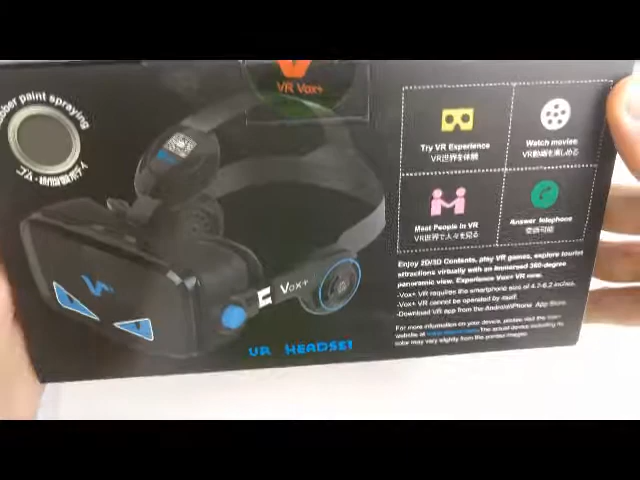 VR Vox+
ber paint spraying
Try VR Experience
VR世界を体験
Watch movies
VR動画を楽しめる
Meet People in VR
VR世界で人々を見る
Answer telephone
Enjoy 2D/3D Contents, play VR games, explore tourist
attractions virtually with an immersed 360-degree
panoramic view. Experience Vox+ VR now.
-Vox+ VR requires the smartphone size of 4.7-6.2 inches.
-Vox+ VR cannot be operated by itself.
-Download VR app from the Android/iPhone App Store.
For more information on your device, please visit the
website at
The actual device including its
color may vary slightly from the printed images.
Vox+
VR HEADSET